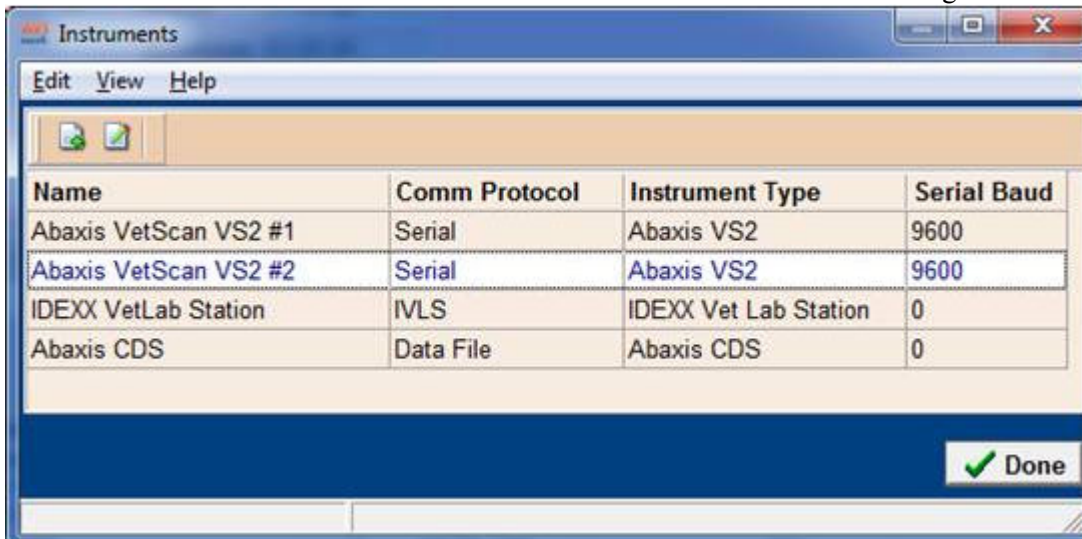 Instruments
Edit View Help
Name Comm Protocol Instrument Type Serial Baud
Abaxis VetScan VS2 #1 Serial Abaxis VS2 9600
Abaxis VetScan VS2 #2 Serial Abaxis VS2 9600
IDEXX VetLab Station IVLS IDEXX Vet Lab Station 0
Abaxis CDS Data File Abaxis CDS 0
Done